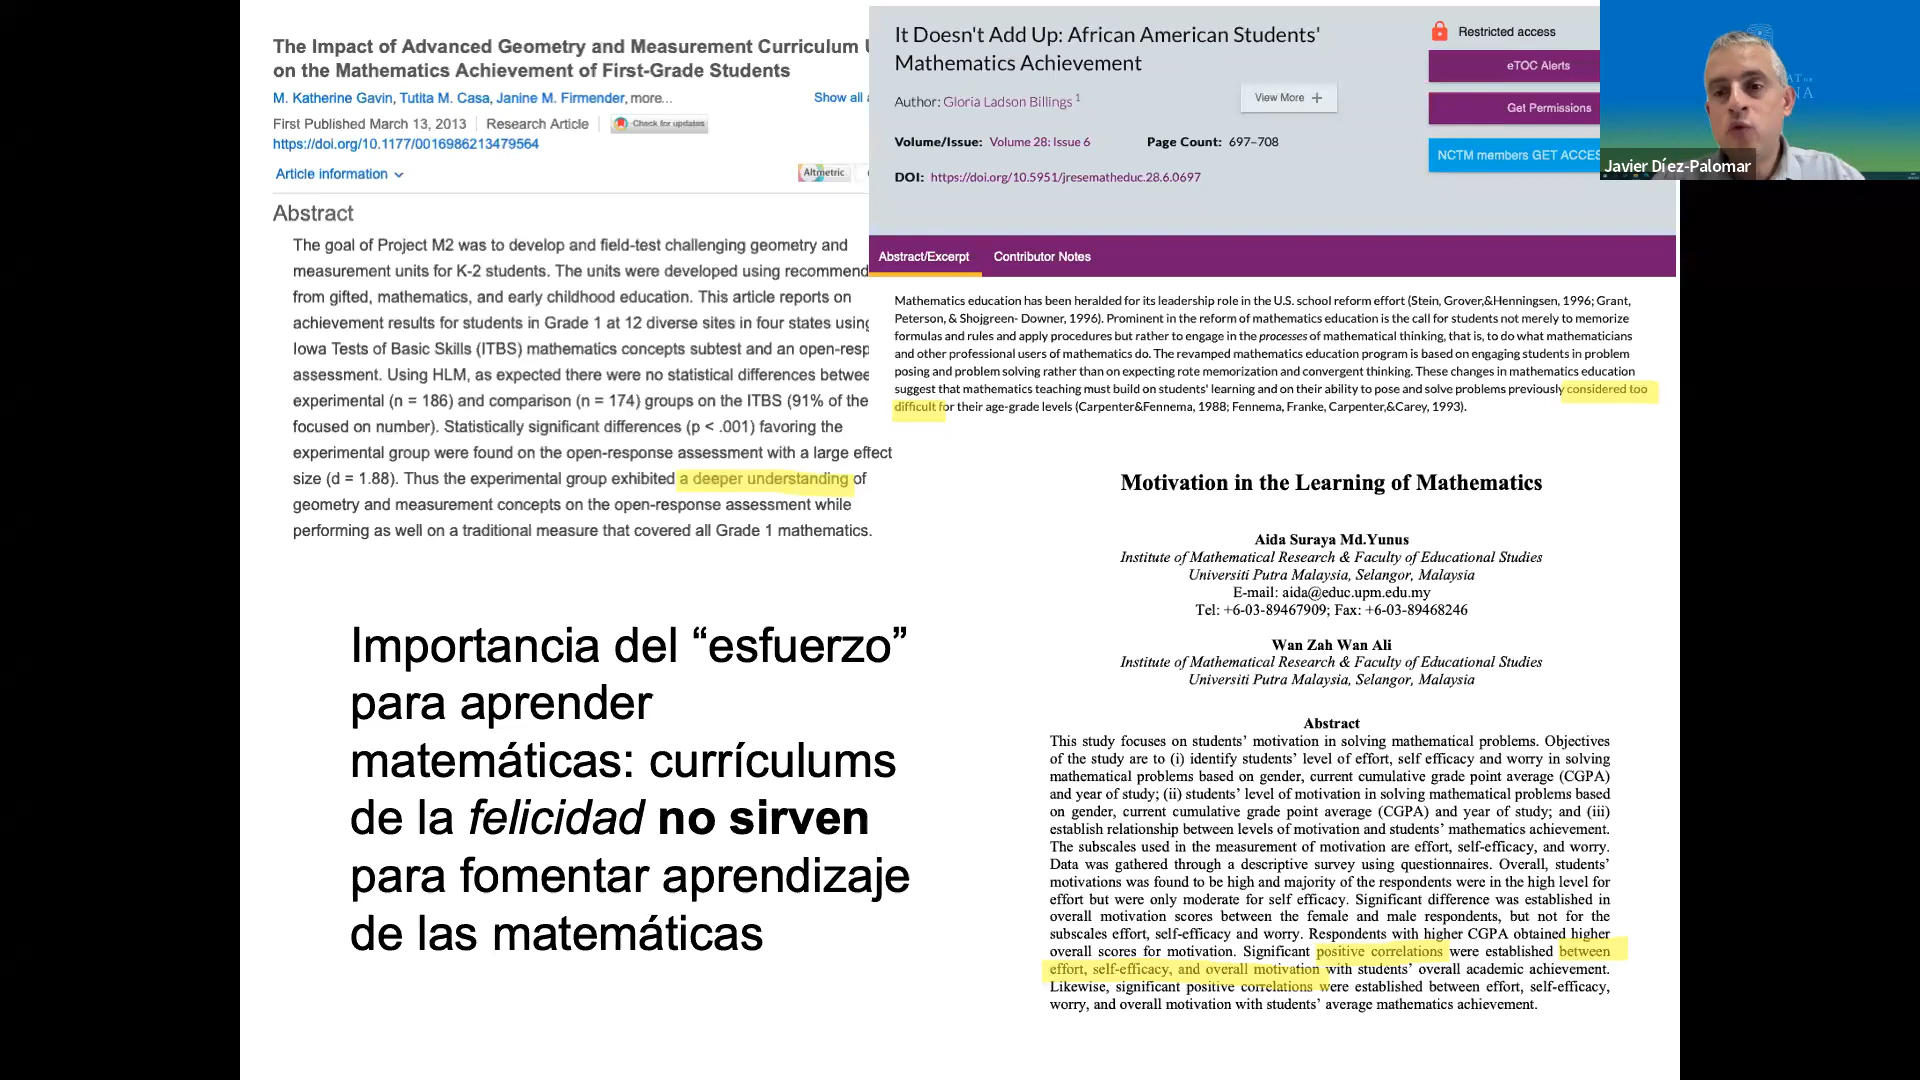 The Impact of Advanced Geometry and Measurement Curriculum
on the Mathematics Achievement of First-Grade Students
M. Katherine Gavin, Tutita M. Casa, Janine M. Firmender, more...
Show all
First Published March 13, 2013
Research Article
Check for updates
https://doi.org/10.1177/0016986213479564
Article information
Altmetric
Abstract
The goal of Project M2 was to develop and field-test challenging geometry and
measurement units for K-2 students. The units were developed using recommend
from gifted, mathematics, and early childhood education. This article reports on
achievement results for students in Grade 1 at 12 diverse sites in four states using
Iowa Tests of Basic Skills (ITBS) mathematics concepts subtest and an open-resp
assessment. Using HLM, as expected there were no statistical differences betwee
experimental (n = 186) and comparison (n = 174) groups on the ITBS (91% of the
focused on number). Statistically significant differences (p < .001) favoring the
experimental group were found on the open-response assessment with a large effect
size (d = 1.88). Thus the experimental group exhibited a deeper understanding of
geometry and measurement concepts on the open-response assessment while
performing as well on a traditional measure that covered all Grade 1 mathematics.
It Doesn't Add Up: African American Students'
Mathematics Achievement
Author: Gloria Ladson Billings 1
View More +
Volume/Issue: Volume 28: Issue 6
Page Count: 697–708
DOI: https://doi.org/10.5951/jresematheduc.28.6.0697
Restricted access
eTOC Alerts
Get Permissions
NCTM members GET ACCES
Javier Díez-Palomar
Abstract/Excerpt
Contributor Notes
Mathematics education has been heralded for its leadership role in the U.S. school reform effort (Stein, Grover,&Henningsen, 1996; Grant,
Peterson, & Shojgreen- Downer, 1996). Prominent in the reform of mathematics education is the call for students not merely to memorize
formulas and rules and apply procedures but rather to engage in the processes of mathematical thinking, that is, to do what mathematicians
and other professional users of mathematics do. The revamped mathematics education program is based on engaging students in problem
posing and problem solving rather than on expecting rote memorization and convergent thinking. These changes in mathematics education
suggest that mathematics teaching must build on students' learning and on their ability to pose and solve problems previously considered too
difficult for their age-grade levels (Carpenter&Fennema, 1988; Fennema, Franke, Carpenter,&Carey, 1993).
Motivation in the Learning of Mathematics
Aida Suraya Md.Yunus
Institute of Mathematical Research & Faculty of Educational Studies
Universiti Putra Malaysia, Selangor, Malaysia
E-mail: aida@educ.upm.edu.my
Tel: +6-03-89467909; Fax: +6-03-89468246
Wan Zah Wan Ali
Institute of Mathematical Research & Faculty of Educational Studies
Universiti Putra Malaysia, Selangor, Malaysia
Abstract
This study focuses on students’ motivation in solving mathematical problems. Objectives
of the study are to (i) identify students’ level of effort, self efficacy and worry in solving
mathematical problems based on gender, current cumulative grade point average (CGPA)
and year of study; (ii) students’ level of motivation in solving mathematical problems based
on gender, current cumulative grade point average (CGPA) and year of study; and (iii)
establish relationship between levels of motivation and students’ mathematics achievement.
The subscales used in the measurement of motivation are effort, self-efficacy, and worry.
Data was gathered through a descriptive survey using questionnaires. Overall, students’
motivations was found to be high and majority of the respondents were in the high level for
effort but were only moderate for self efficacy. Significant difference was established in
overall motivation scores between the female and male respondents, but not for the
subscales effort, self-efficacy and worry. Respondents with higher CGPA obtained higher
overall scores for motivation. Significant positive correlations were established between
effort, self-efficacy, and overall motivation with students’ overall academic achievement.
Likewise, significant positive correlations were established between effort, self-efficacy,
worry, and overall motivation with students’ average mathematics achievement.
Importancia del “esfuerzo”
para aprender
matemáticas: currículums
de la felicidad no sirven
para fomentar aprendizaje
de las matemáticas